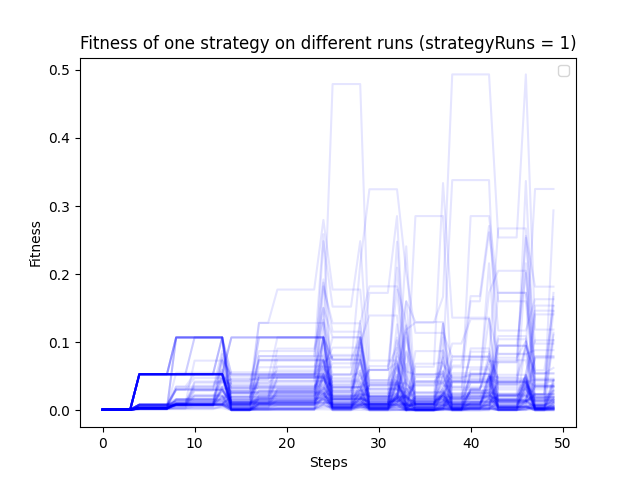 Fitness of one strategy on different runs (strategyRuns = 1)
0.5
0.4
0.3
0.2
0.1
0.0
Fitness
0 10 20 30 40 50
Steps